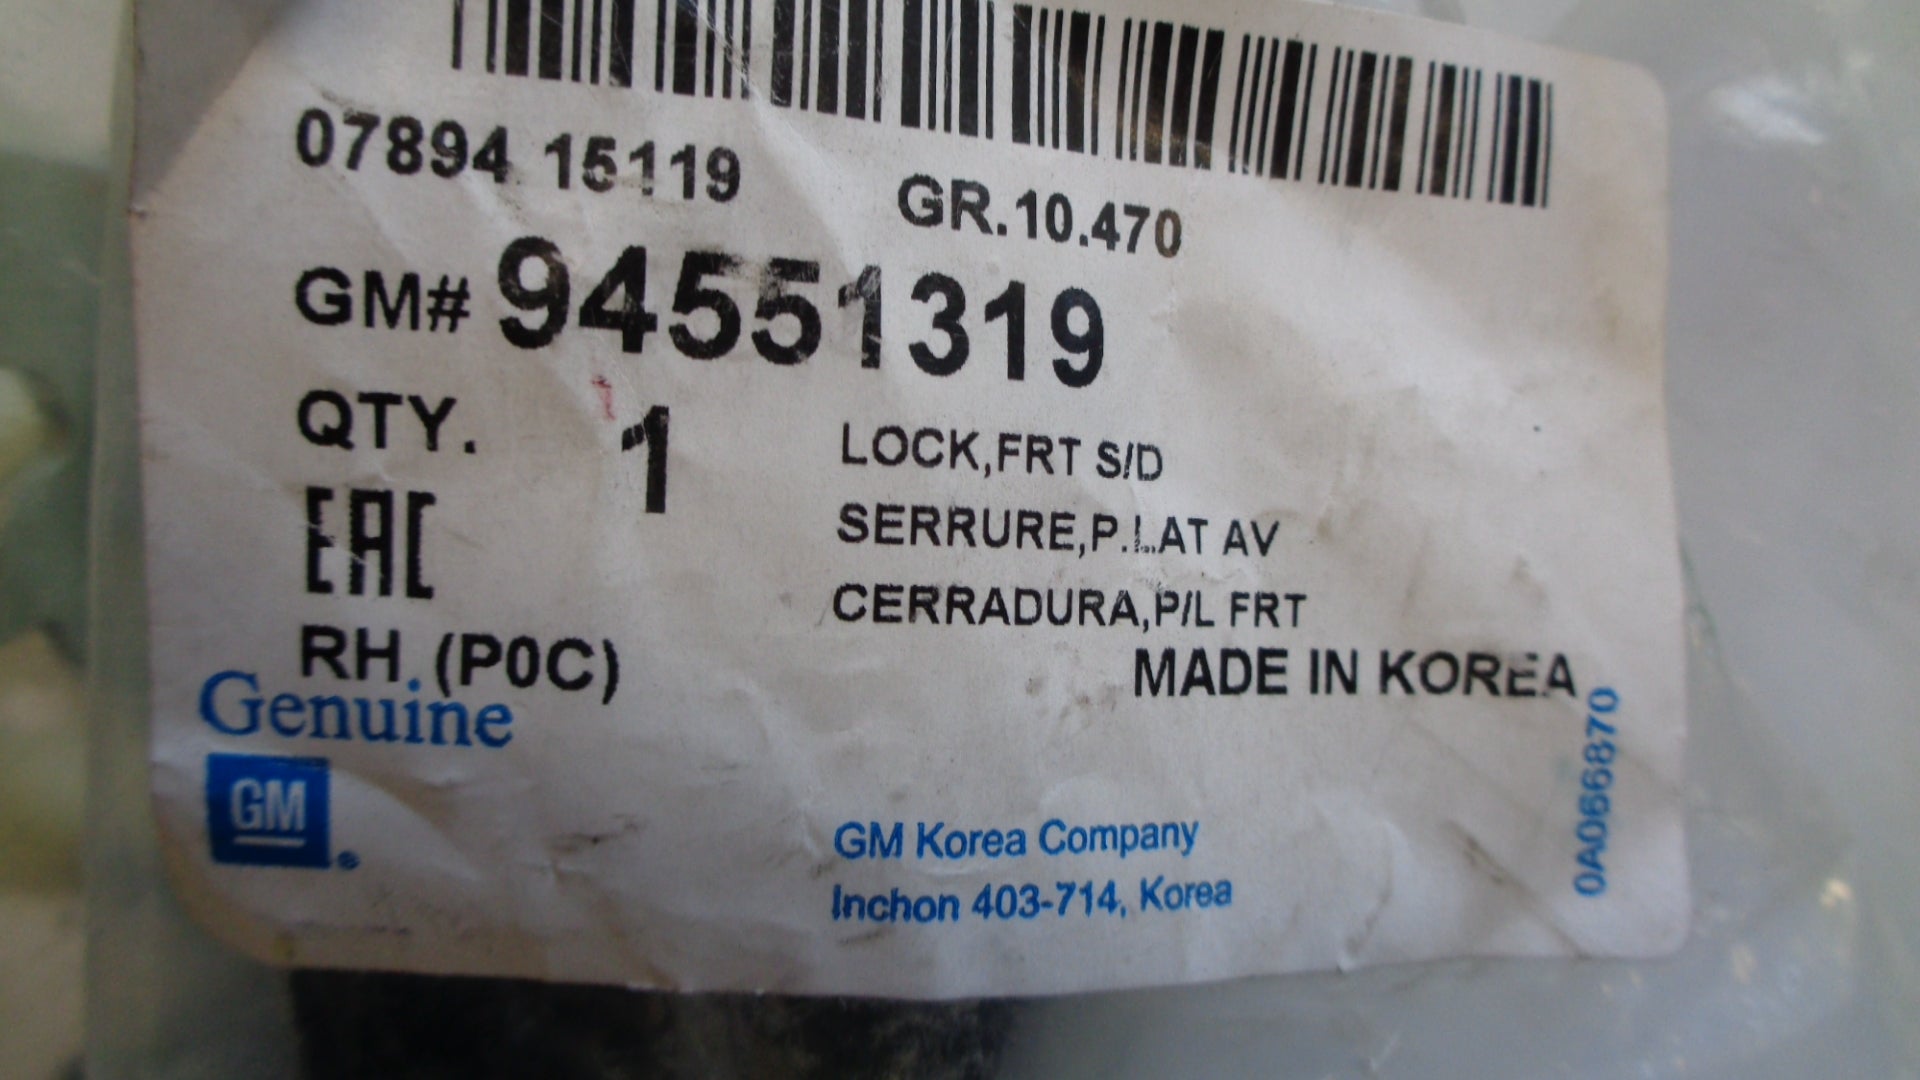 07894 15119
GR.10.470
GM# 94551319
QTY. 1
LOCK,FRT S/D
SERRURE,P.LAT AV
EAC
CERRADURA,P/L FRT
RH.(P0C)
MADE IN KOREA
Genuine
GM
GM Korea Company
Inchon 403-714, Korea
0A066870